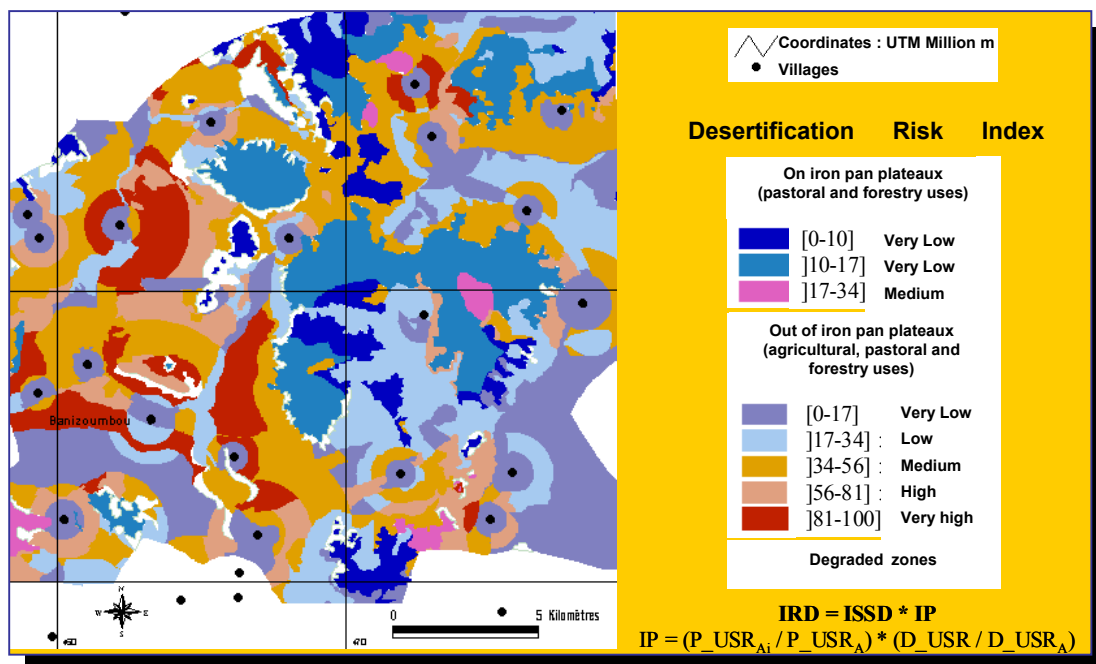 Coordinates : UTM Million m
Villages
Desertification Risk Index
On iron pan plateaux
(pastoral and forestry uses)
[0-10] Very Low
]10-17] Very Low
]17-34] Medium
Out of iron pan plateaux
(agricultural, pastoral and
forestry uses)
[0-17] Very Low
]17-34] : Low
]34-56] : Medium
]56-81] : High
]81-100] Very high
Degraded zones
IRD = ISSD * IP
IP = (P_USR_Ai / P_USR_A) * (D_USR / D_USR_A)
Banizoumbou
N
W E
S
0 5 Kilomètres